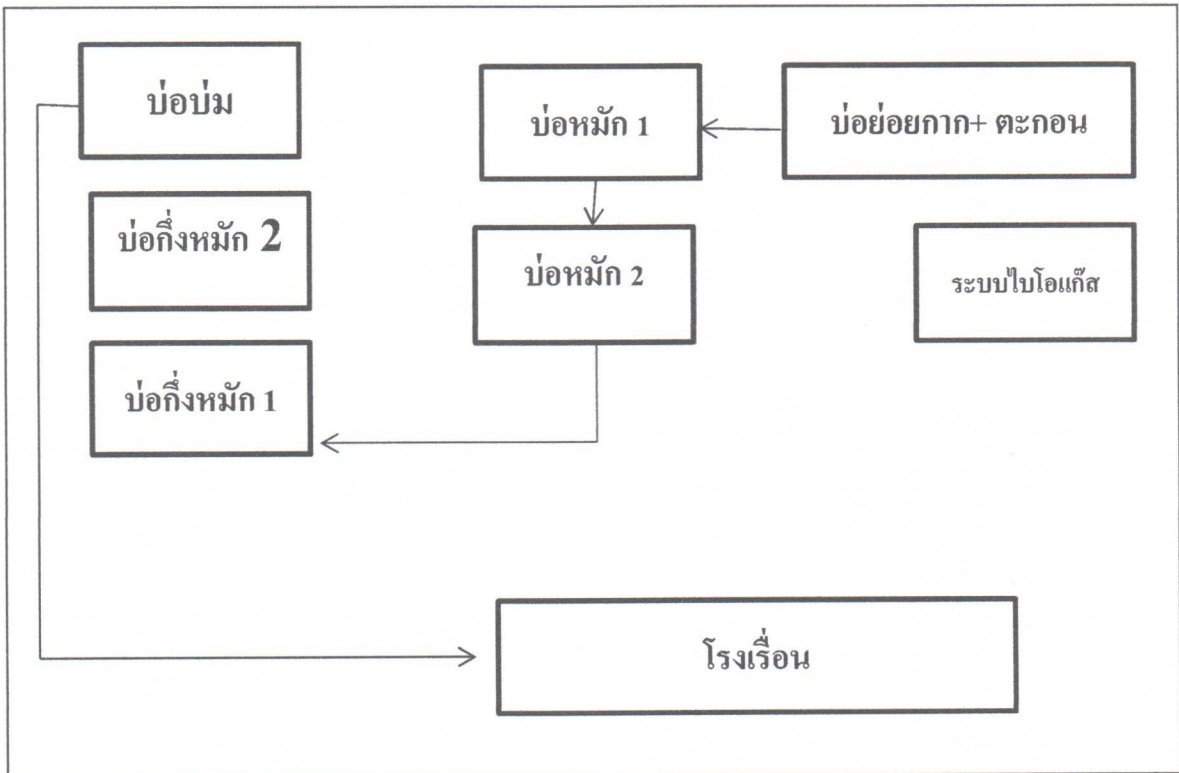 บ่อบ่ม
บ่อหมัก 1
บ่อย่อยกาก+ ตะกอน
บ่อกึ่งหมัก 2
บ่อหมัก 2
ระบบไบโอแก๊ส
บ่อกึ่งหมัก 1
โรงเรื่อน